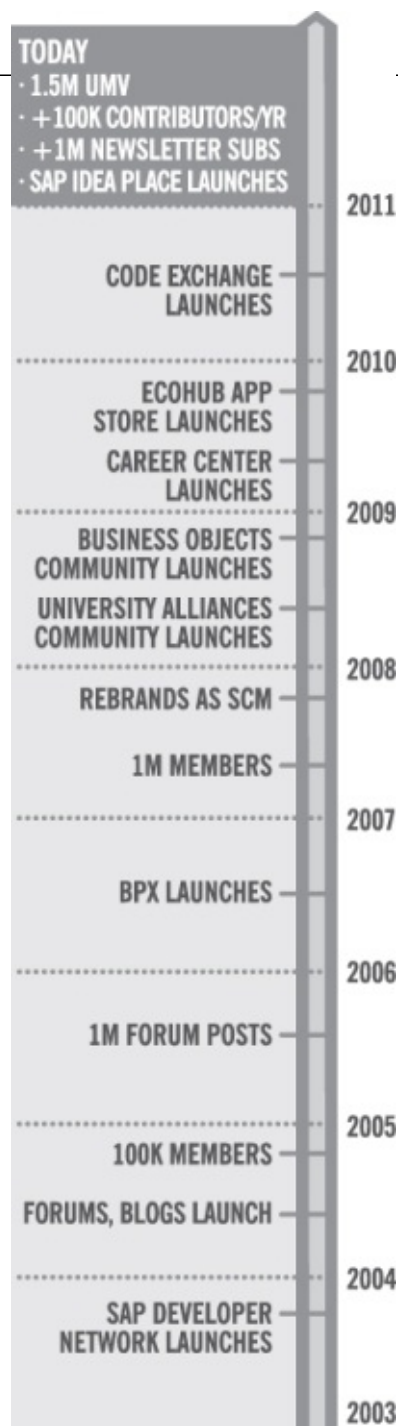 TODAY
· 1.5M UMV
· +100K CONTRIBUTORS/YR
· +1M NEWSLETTER SUBS
· SAP IDEA PLACE LAUNCHES
2011
CODE EXCHANGE
LAUNCHES
2010
ECOHUB APP
STORE LAUNCHES
CAREER CENTER
LAUNCHES
2009
BUSINESS OBJECTS
COMMUNITY LAUNCHES
UNIVERSITY ALLIANCES
COMMUNITY LAUNCHES
2008
REBRANDS AS SCM
1M MEMBERS
2007
BPX LAUNCHES
2006
1M FORUM POSTS
2005
100K MEMBERS
FORUMS, BLOGS LAUNCH
2004
SAP DEVELOPER
NETWORK LAUNCHES
2003